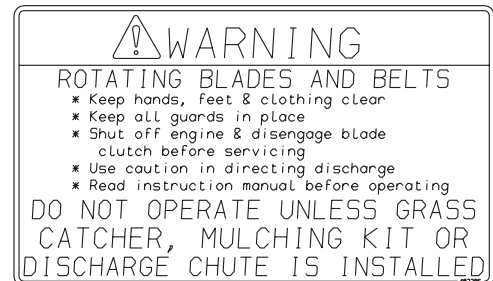 WARNING
ROTATING BLADES AND BELTS
* Keep hands, feet & clothing clear
* Keep all guards in place
* Shut off engine & disengage blade
clutch before servicing
* Use caution in directing discharge
* Read instruction manual before operating
DO NOT OPERATE UNLESS GRASS
CATCHER, MULCHING KIT OR
DISCHARGE CHUTE IS INSTALLED